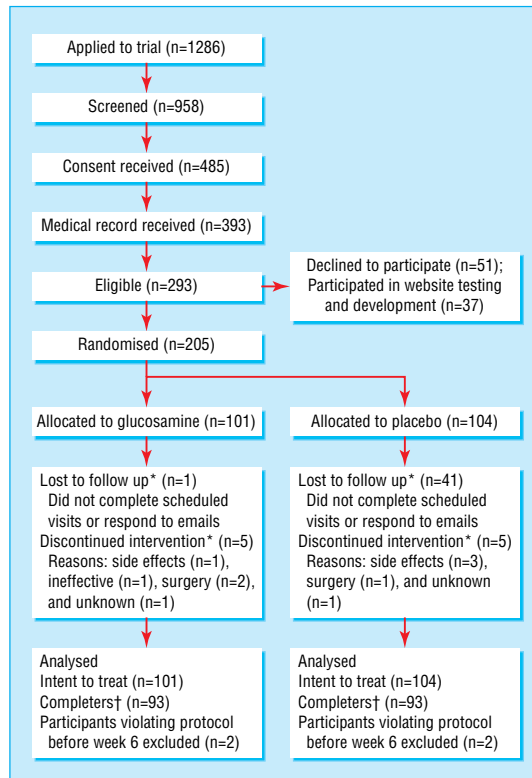 Applied to trial (n=1286)
Screened (n=958)
Consent received (n=485)
Medical record received (n=393)
Eligible (n=293)
Declined to participate (n=51);
Participated in website testing
and development (n=37)
Randomised (n=205)
Allocated to glucosamine (n=101)
Allocated to placebo (n=104)
Lost to follow up* (n=1)
Did not complete scheduled
visits or respond to emails
Discontinued intervention* (n=5)
Reasons: side effects (n=1),
ineffective (n=1), surgery (n=2),
and unknown (n=1)
Lost to follow up* (n=41)
Did not complete scheduled
visits or respond to emails
Discontinued intervention* (n=5)
Reasons: side effects (n=3),
surgery (n=1), and unknown
(n=1)
Analysed
Intent to treat (n=101)
Completers† (n=93)
Participants violating protocol
before week 6 excluded (n=2)
Analysed
Intent to treat (n=104)
Completers† (n=93)
Participants violating protocol
before week 6 excluded (n=2)